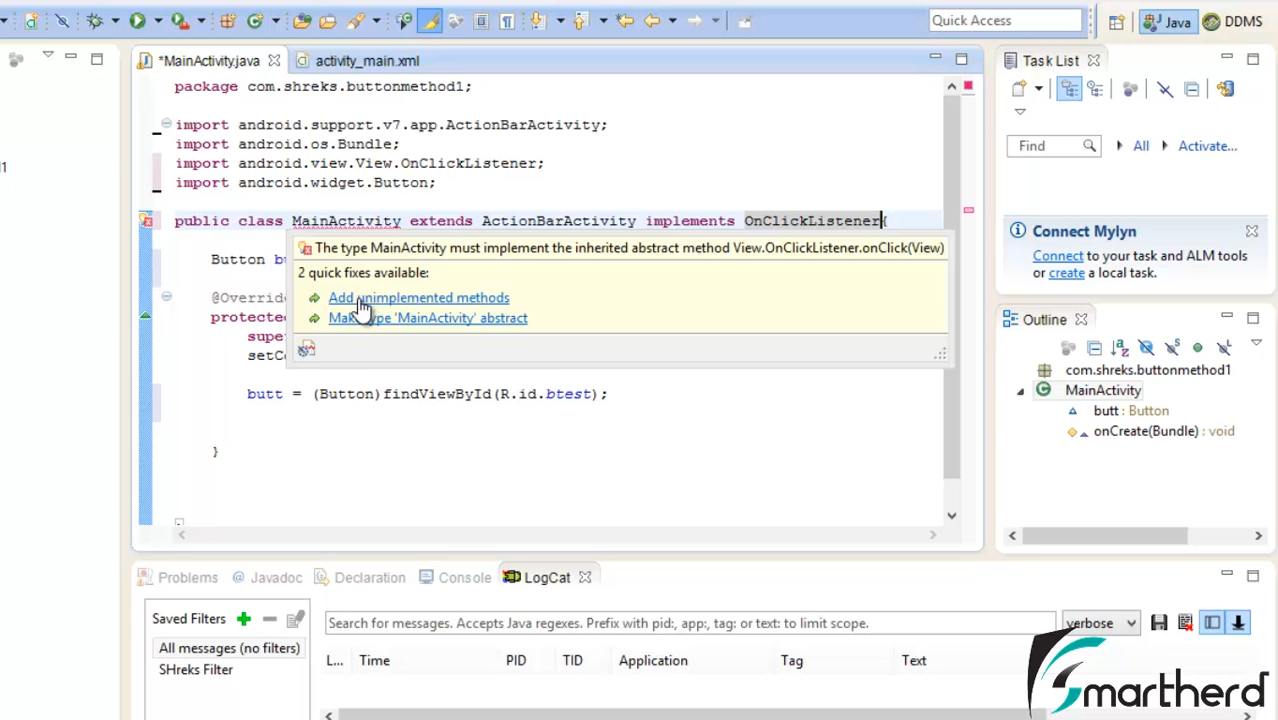 Quick Access
Java
DDMS
*MainActivity.java
activity_main.xml
package com.shreks.buttonmethod1;
import android.support.v7.app.ActionBarActivity;
import android.os.Bundle;
import android.view.View.OnClickListener;
import android.widget.Button;
public class MainActivity extends ActionBarActivity implements OnClickListener{
The type MainActivity must implement the inherited abstract method View.OnClickListener.onClick(View)
Button
2 quick fixes available:
@Override
Add unimplemented methods
protected
Make type 'MainActivity' abstract
butt = (Button)findViewById(R.id.btest);
}
Task List
Find
All
Activate...
Connect Mylyn
Connect to your task and ALM tools
or create a local task.
Outline
com.shreks.buttonmethod1
MainActivity
butt : Button
onCreate(Bundle) : void
Problems
Javadoc
Declaration
Console
LogCat
Saved Filters
All messages (no filters)
SHreks Filter
Search for messages. Accepts Java regexes. Prefix with pid:, app:, tag: or text: to limit scope.
verbose
L... Time PID TID Application Tag Text
Smartherd